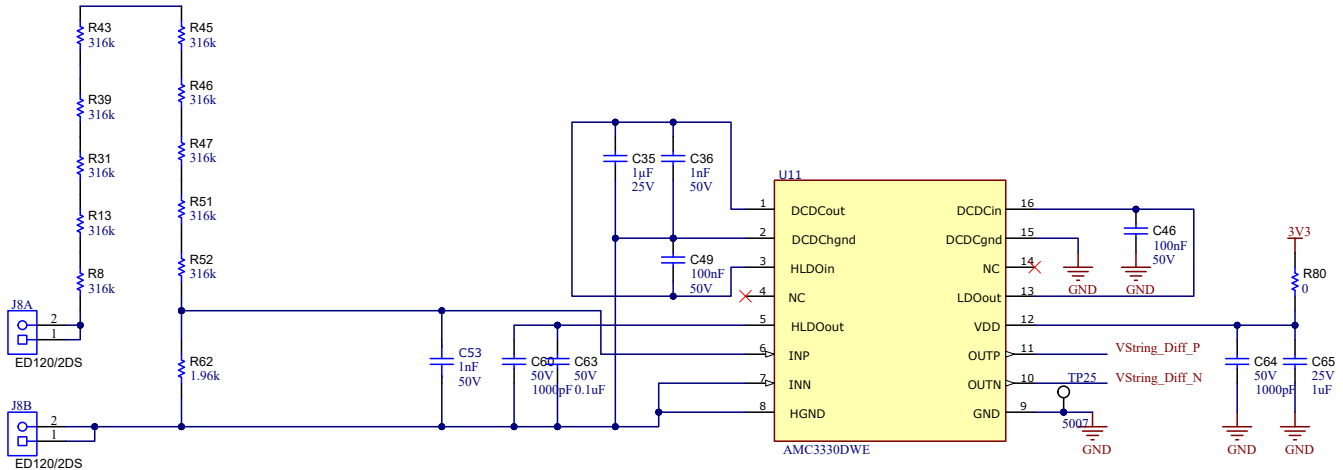 R43
316k
R45
316k
R39
316k
R46
316k
R31
316k
R47
316k
R13
316k
R51
316k
R8
316k
R52
316k
J8A
2
1
ED120/2DS
R62
1.96k
J8B
2
1
ED120/2DS
C53
1nF
50V
C60
50V
1000pF
C63
50V
0.1uF
C35
1µF
25V
C36
1nF
50V
C49
100nF
50V
U11
1 DCDCout
2 DCDChgnd
3 HLDOin
4 NC
5 HLDOout
6 INP
7 INN
8 HGND
DCDCin 16
DCDCgnd 15
NC 14
LDOout 13
VDD 12
OUTP 11
OUTN 10
GND 9
AMC3330DWE
C46
100nF
50V
GND
GND
3V3
R80
0
VString_Diff_P
VString_Diff_N
TP25
5007
GND
C64
50V
1000pF
C65
25V
1uF
GND
GND